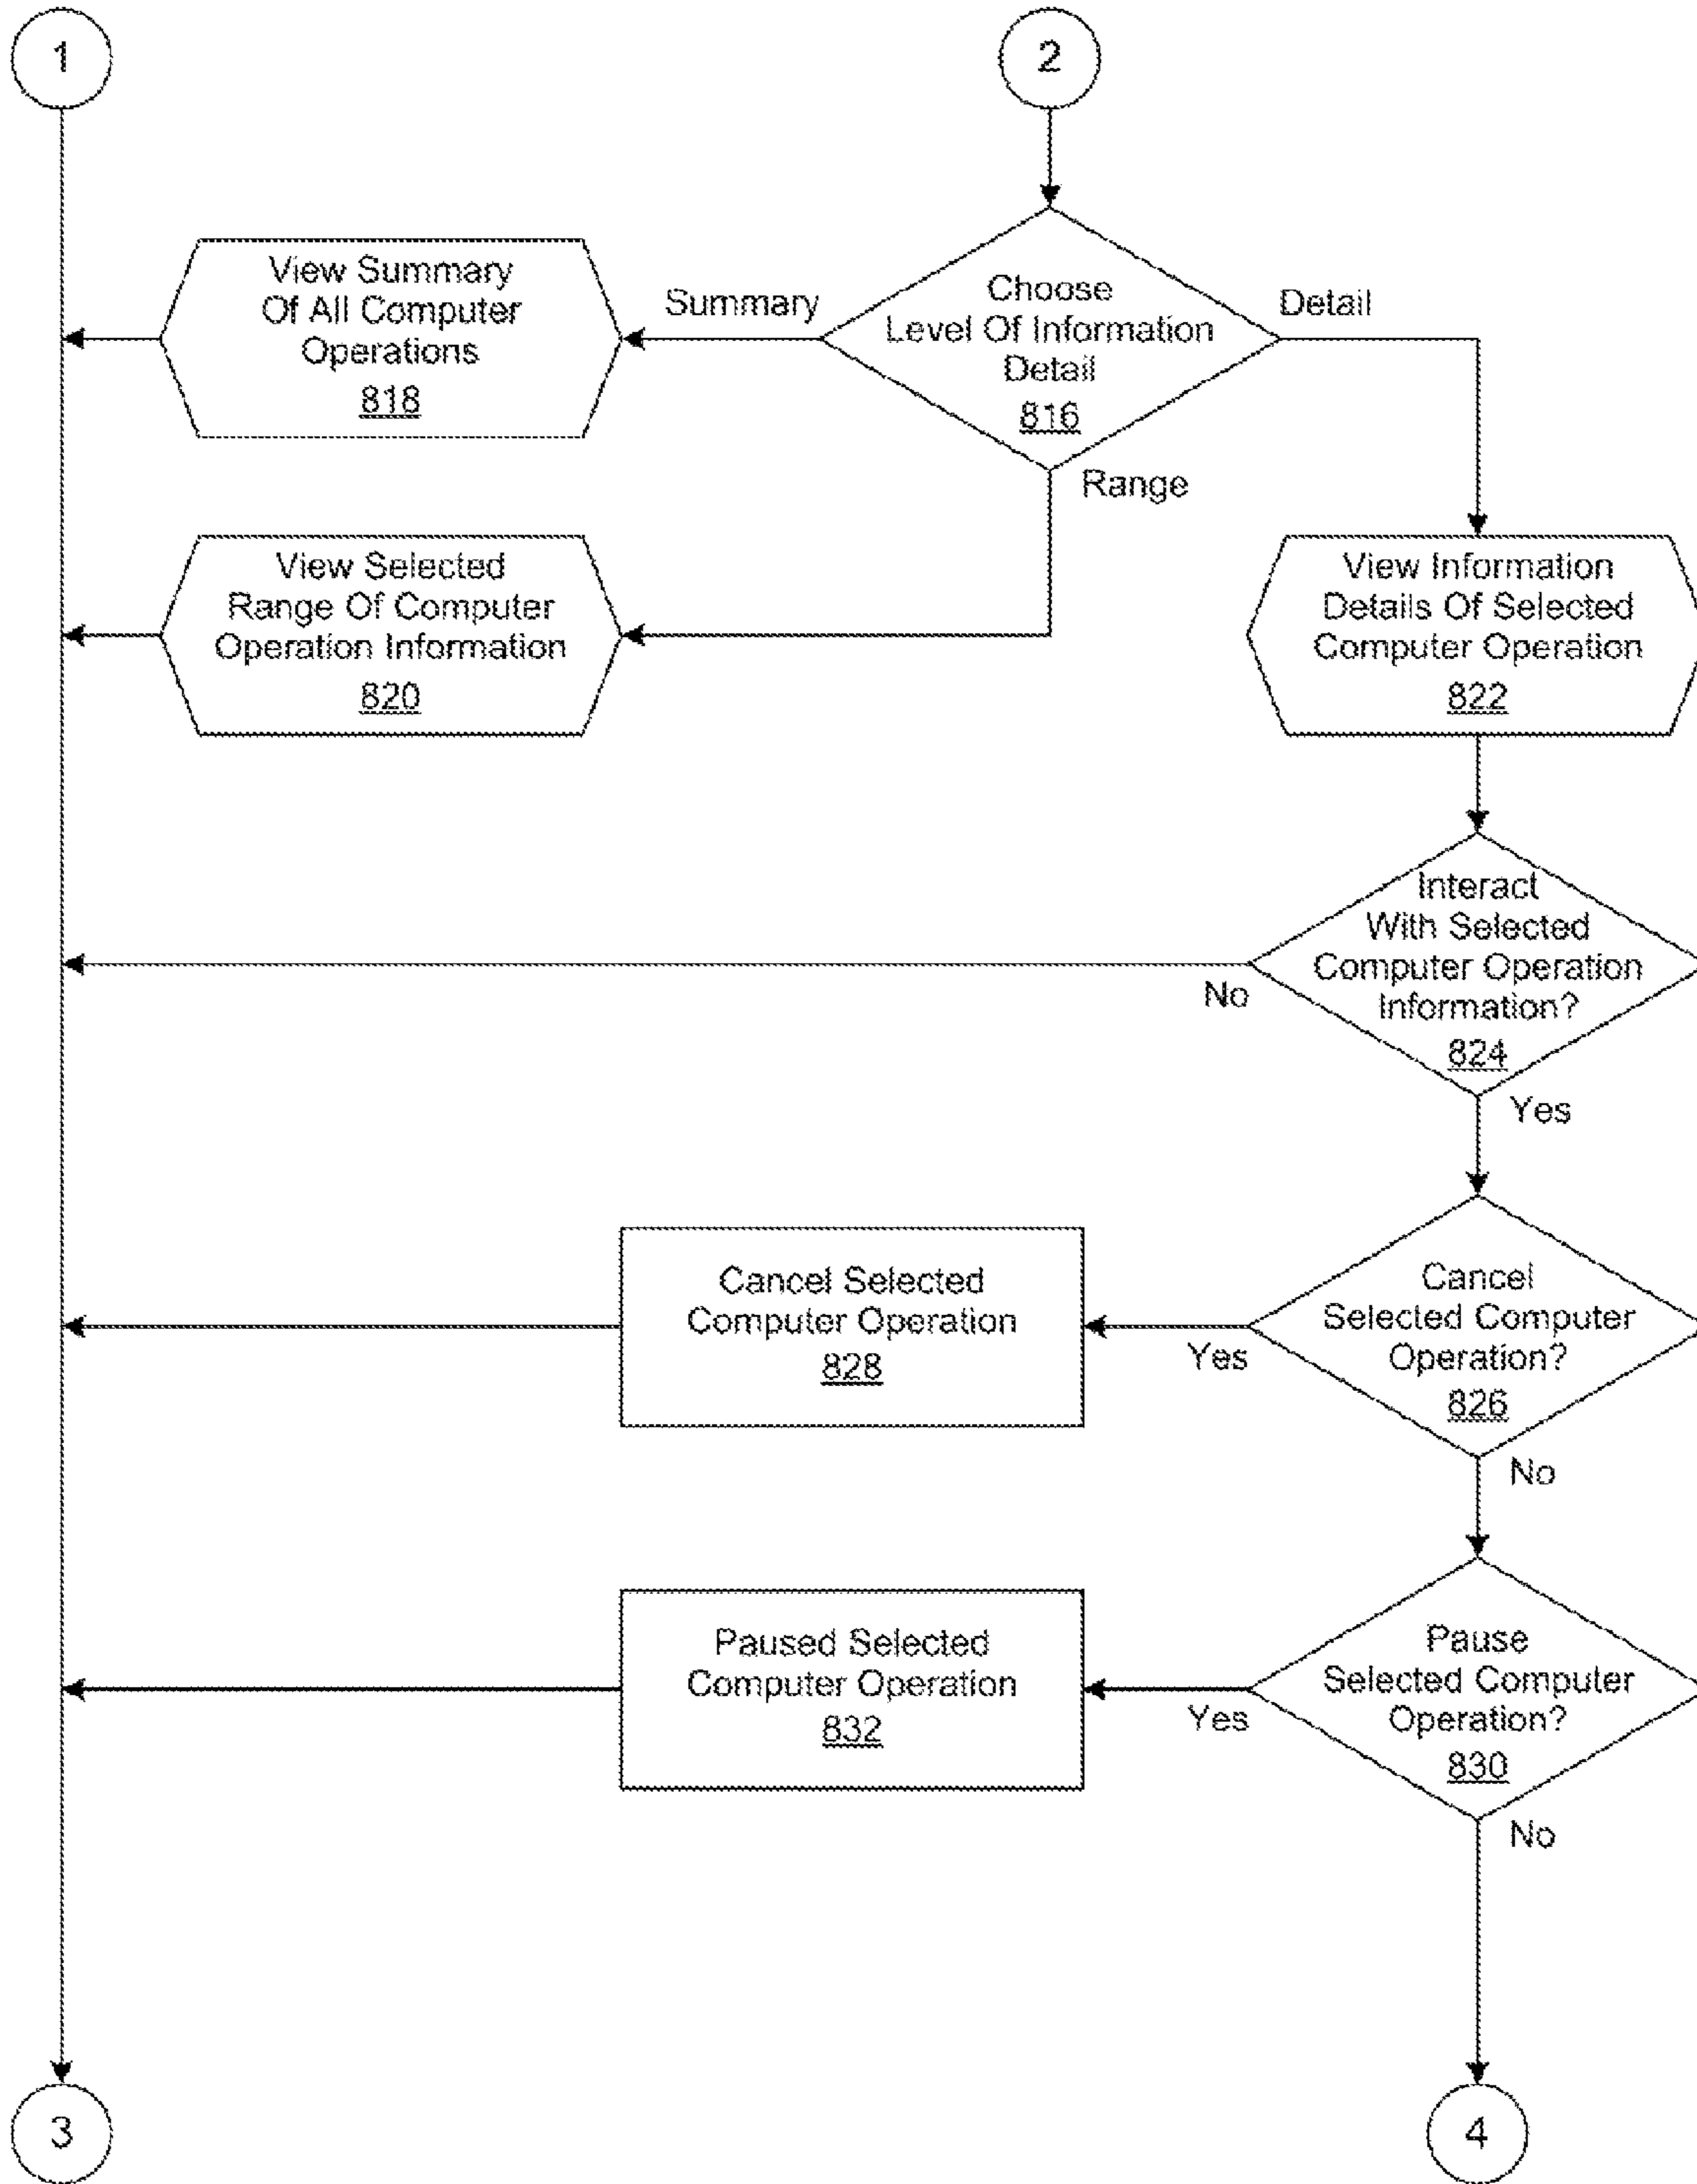 1
2
View Summary
Of All Computer
Operations
818
Summary
Choose
Level Of Information
Detail
816
Detail
Range
View Selected
Range Of Computer
Operation Information
820
View Information
Details Of Selected
Computer Operation
822
Interact
With Selected
Computer Operation
Information?
824
No
Yes
Cancel Selected
Computer Operation
828
Yes
Cancel
Selected Computer
Operation?
826
No
Paused Selected
Computer Operation
832
Yes
Pause
Selected Computer
Operation?
830
No
3
4